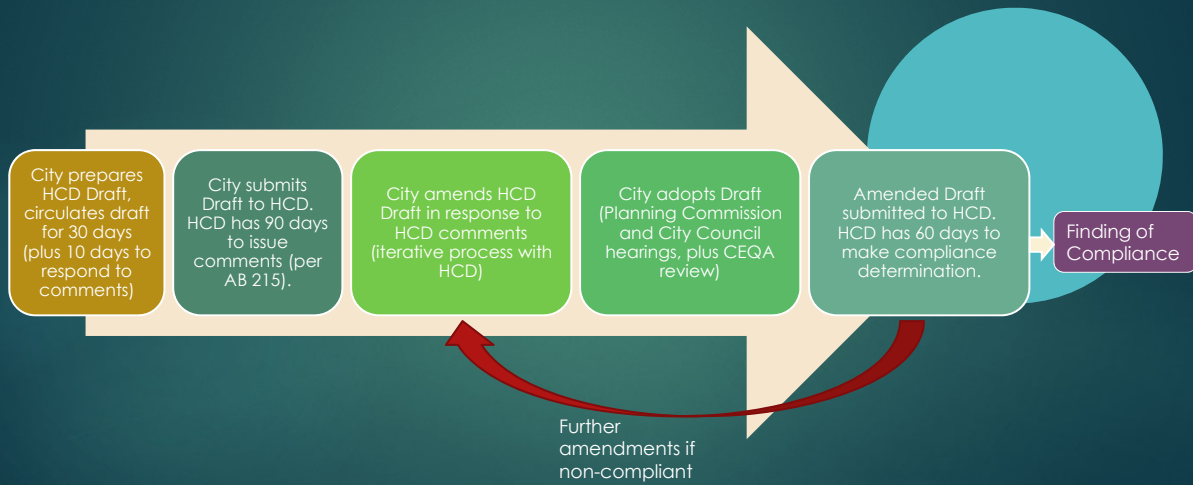 City prepares
HCD Draft,
circulates draft
for 30 days
(plus 10 days to
respond to
comments)
City submits
Draft to HCD.
HCD has 90 days
to issue
comments (per
AB 215).
City amends HCD
Draft in response to
HCD comments
(iterative process with
HCD)
City adopts Draft
(Planning Commission
and City Council
hearings, plus CEQA
review)
Amended Draft
submitted to HCD.
HCD has 60 days to
make compliance
determination.
Finding of
Compliance
Further
amendments if
non-compliant